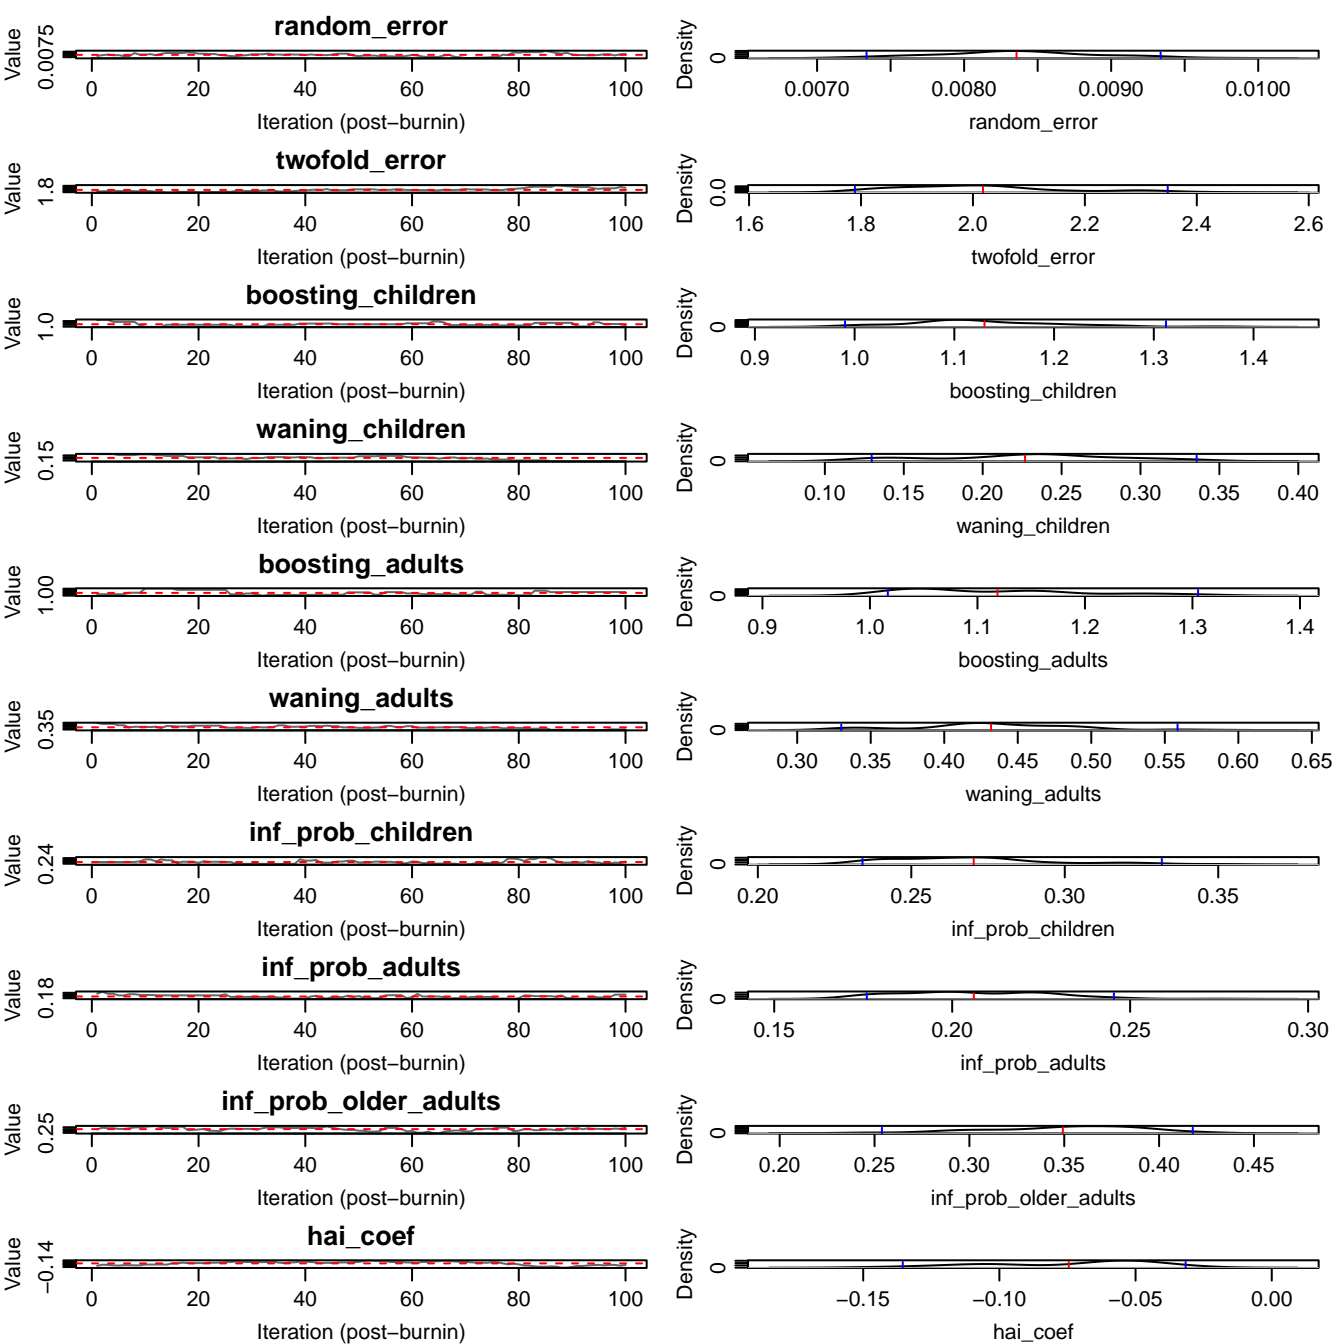 random_error
Value
0.0075
0 20 40 60 80 100
Iteration (post−burnin)
Density
0
0.0070 0.0080 0.0090 0.0100
random_error
twofold_error
Value
1.8
0 20 40 60 80 100
Iteration (post−burnin)
Density
0.0
1.6 1.8 2.0 2.2 2.4 2.6
twofold_error
boosting_children
Value
1.0
0 20 40 60 80 100
Iteration (post−burnin)
Density
0
0.9 1.0 1.1 1.2 1.3 1.4
boosting_children
waning_children
Value
0.15
0 20 40 60 80 100
Iteration (post−burnin)
Density
0
0.10 0.15 0.20 0.25 0.30 0.35 0.40
waning_children
boosting_adults
Value
1.00
0 20 40 60 80 100
Iteration (post−burnin)
Density
0
0.9 1.0 1.1 1.2 1.3 1.4
boosting_adults
waning_adults
Value
0.35
0 20 40 60 80 100
Iteration (post−burnin)
Density
0
0.30 0.35 0.40 0.45 0.50 0.55 0.60 0.65
waning_adults
inf_prob_children
Value
0.24
0 20 40 60 80 100
Iteration (post−burnin)
Density
0
0.20 0.25 0.30 0.35
inf_prob_children
inf_prob_adults
Value
0.18
0 20 40 60 80 100
Iteration (post−burnin)
Density
0
0.15 0.20 0.25 0.30
inf_prob_adults
inf_prob_older_adults
Value
0.25
0 20 40 60 80 100
Iteration (post−burnin)
Density
0
0.20 0.25 0.30 0.35 0.40 0.45
inf_prob_older_adults
hai_coef
Value
−0.14
0 20 40 60 80 100
Iteration (post−burnin)
Density
0
−0.15 −0.10 −0.05 0.00
hai_coef